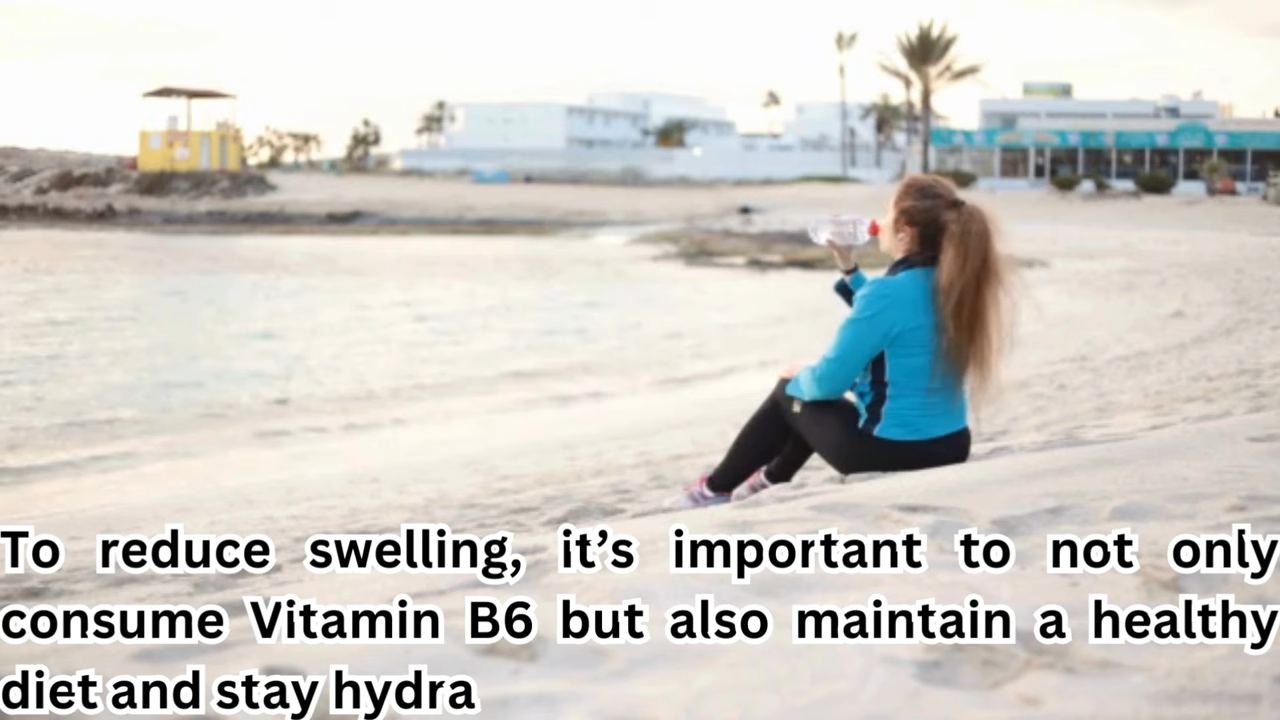 To reduce swelling, it’s important to not only
consume Vitamin B6 but also maintain a healthy
diet and stay hydra